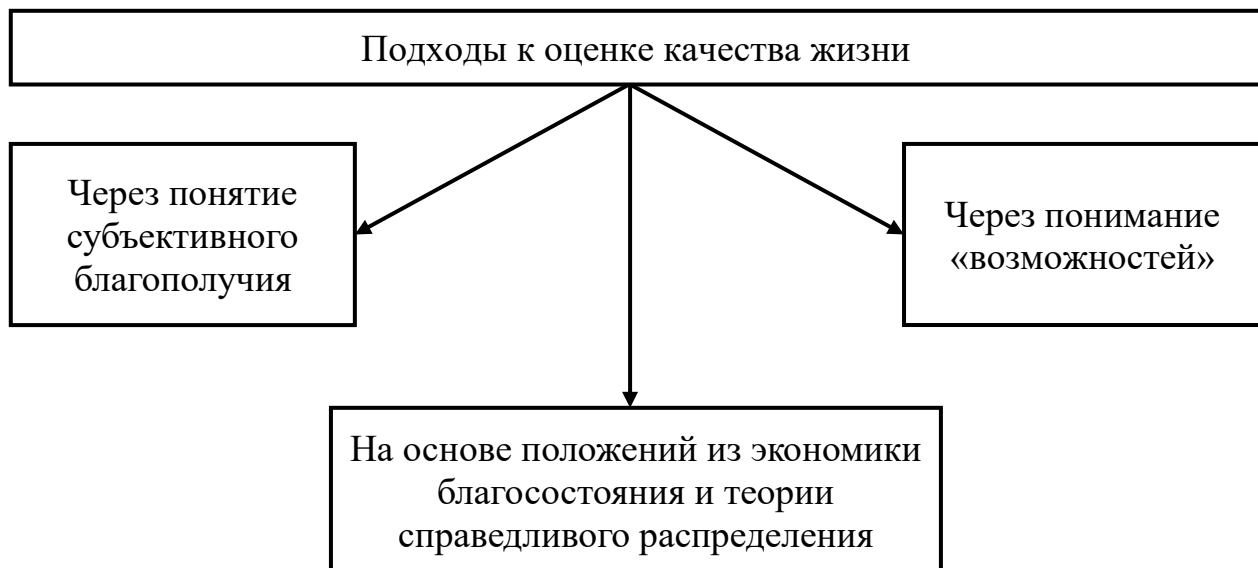 Подходы к оценке качества жизни
Через понятие
субъективного
благополучия
Через понимание
«возможностей»
На основе положений из экономики
благосостояния и теории
справедливого распределения